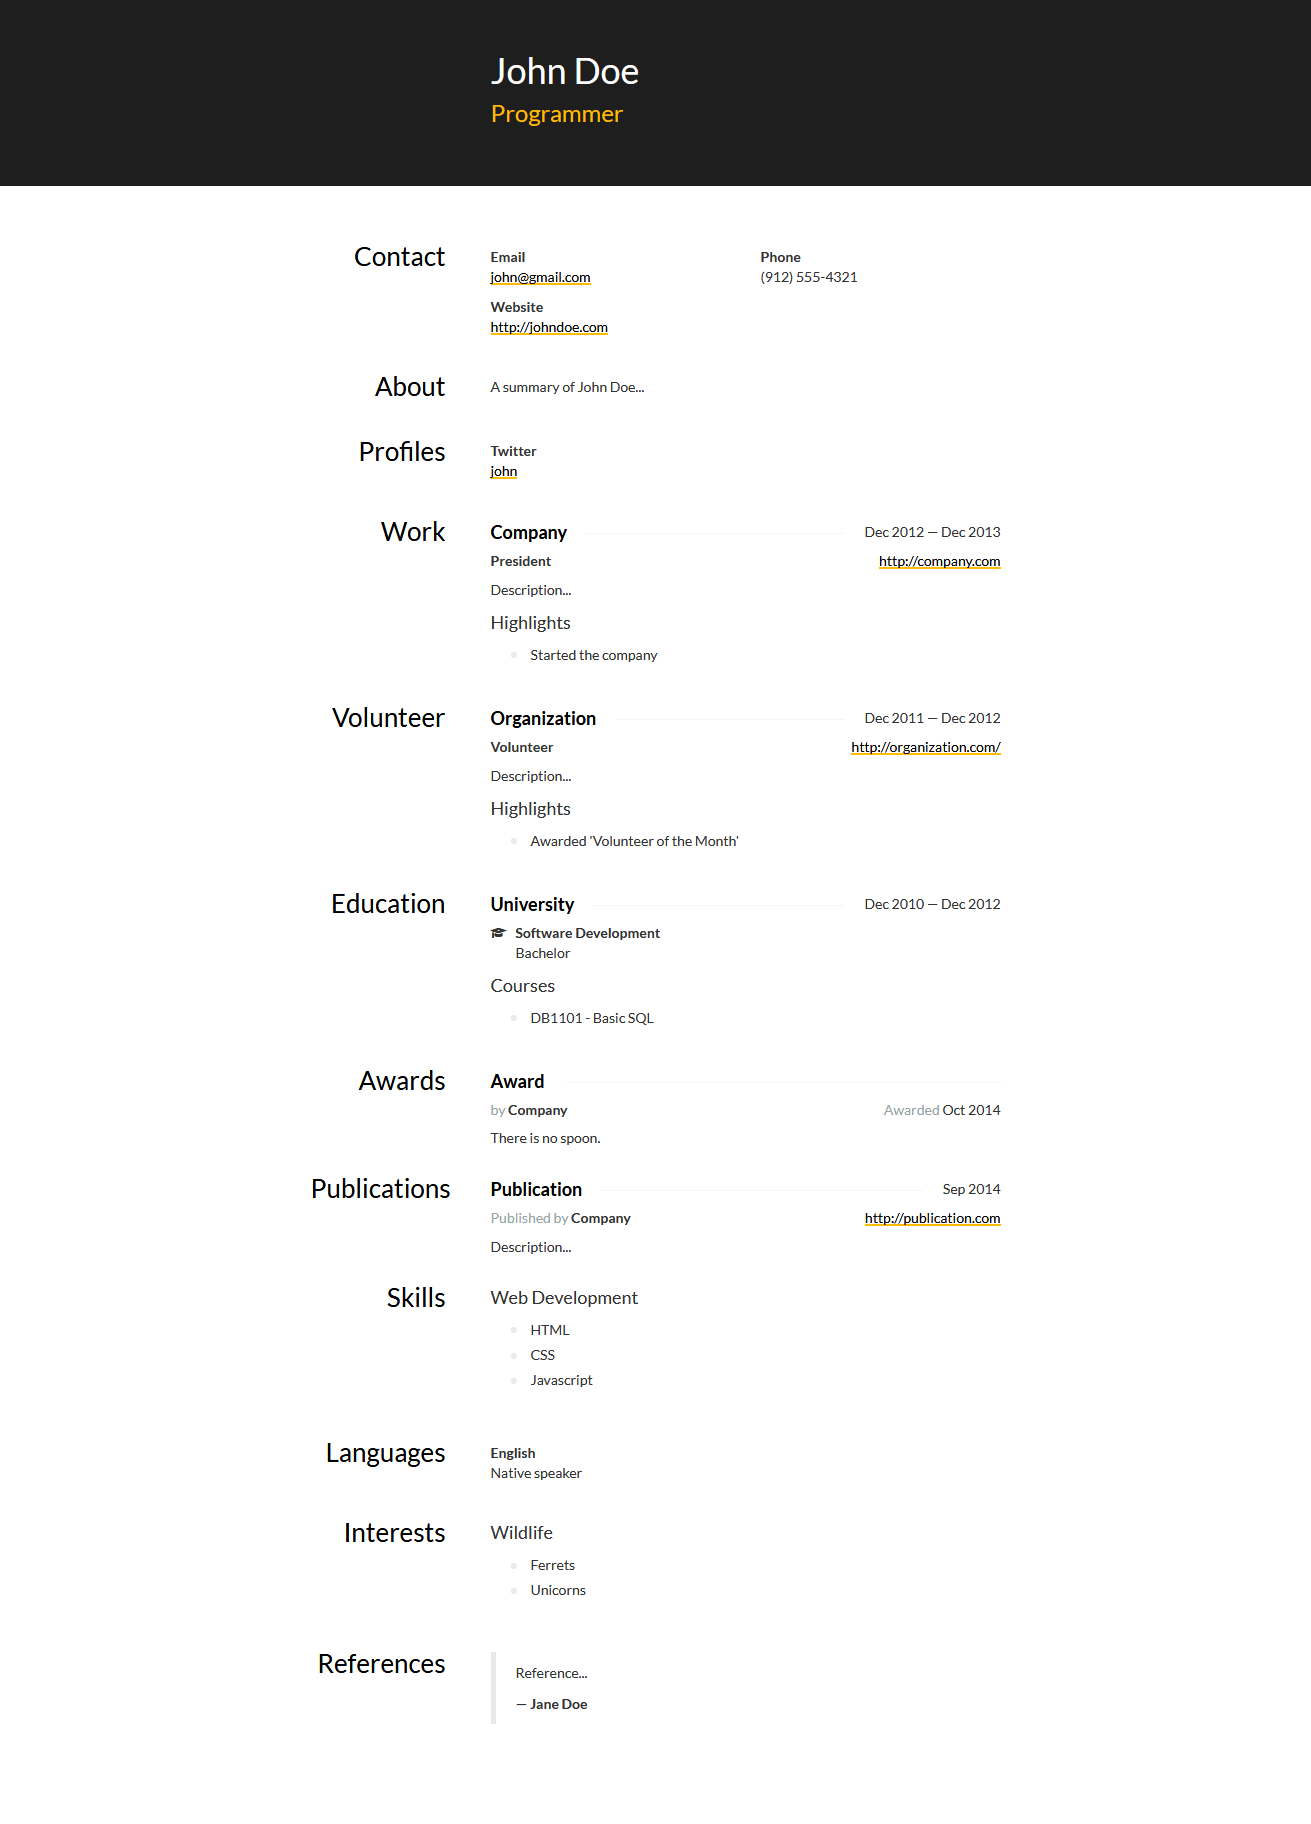 John Doe
Programmer
Contact
Email
john@gmail.com
Phone
(912) 555-4321
Website
http://johndoe.com
About
A summary of John Doe...
Profiles
Twitter
john
Work
Company
Dec 2012 — Dec 2013
President
http://company.com
Description...
Highlights
Started the company
Volunteer
Organization
Dec 2011 — Dec 2012
Volunteer
http://organization.com/
Description...
Highlights
Awarded 'Volunteer of the Month'
Education
University
Dec 2010 — Dec 2012
Software Development
Bachelor
Courses
DB1101 - Basic SQL
Awards
Award
by Company
Awarded Oct 2014
There is no spoon.
Publications
Publication
Sep 2014
Published by Company
http://publication.com
Description...
Skills
Web Development
HTML
CSS
Javascript
Languages
English
Native speaker
Interests
Wildlife
Ferrets
Unicorns
References
Reference...
— Jane Doe